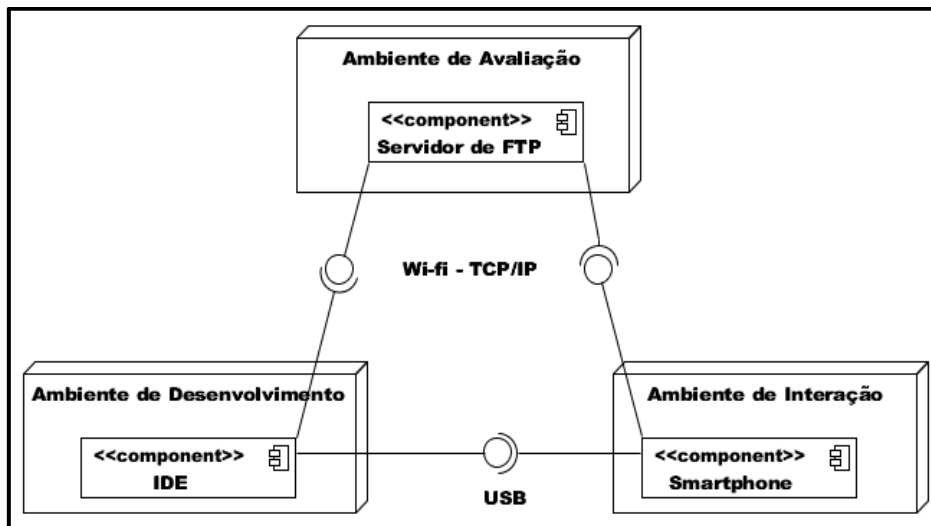 Ambiente de Avaliação
<<component>>
Servidor de FTP
Wi-fi - TCP/IP
Ambiente de Desenvolvimento
<<component>>
IDE
Ambiente de Interação
<<component>>
Smartphone
USB